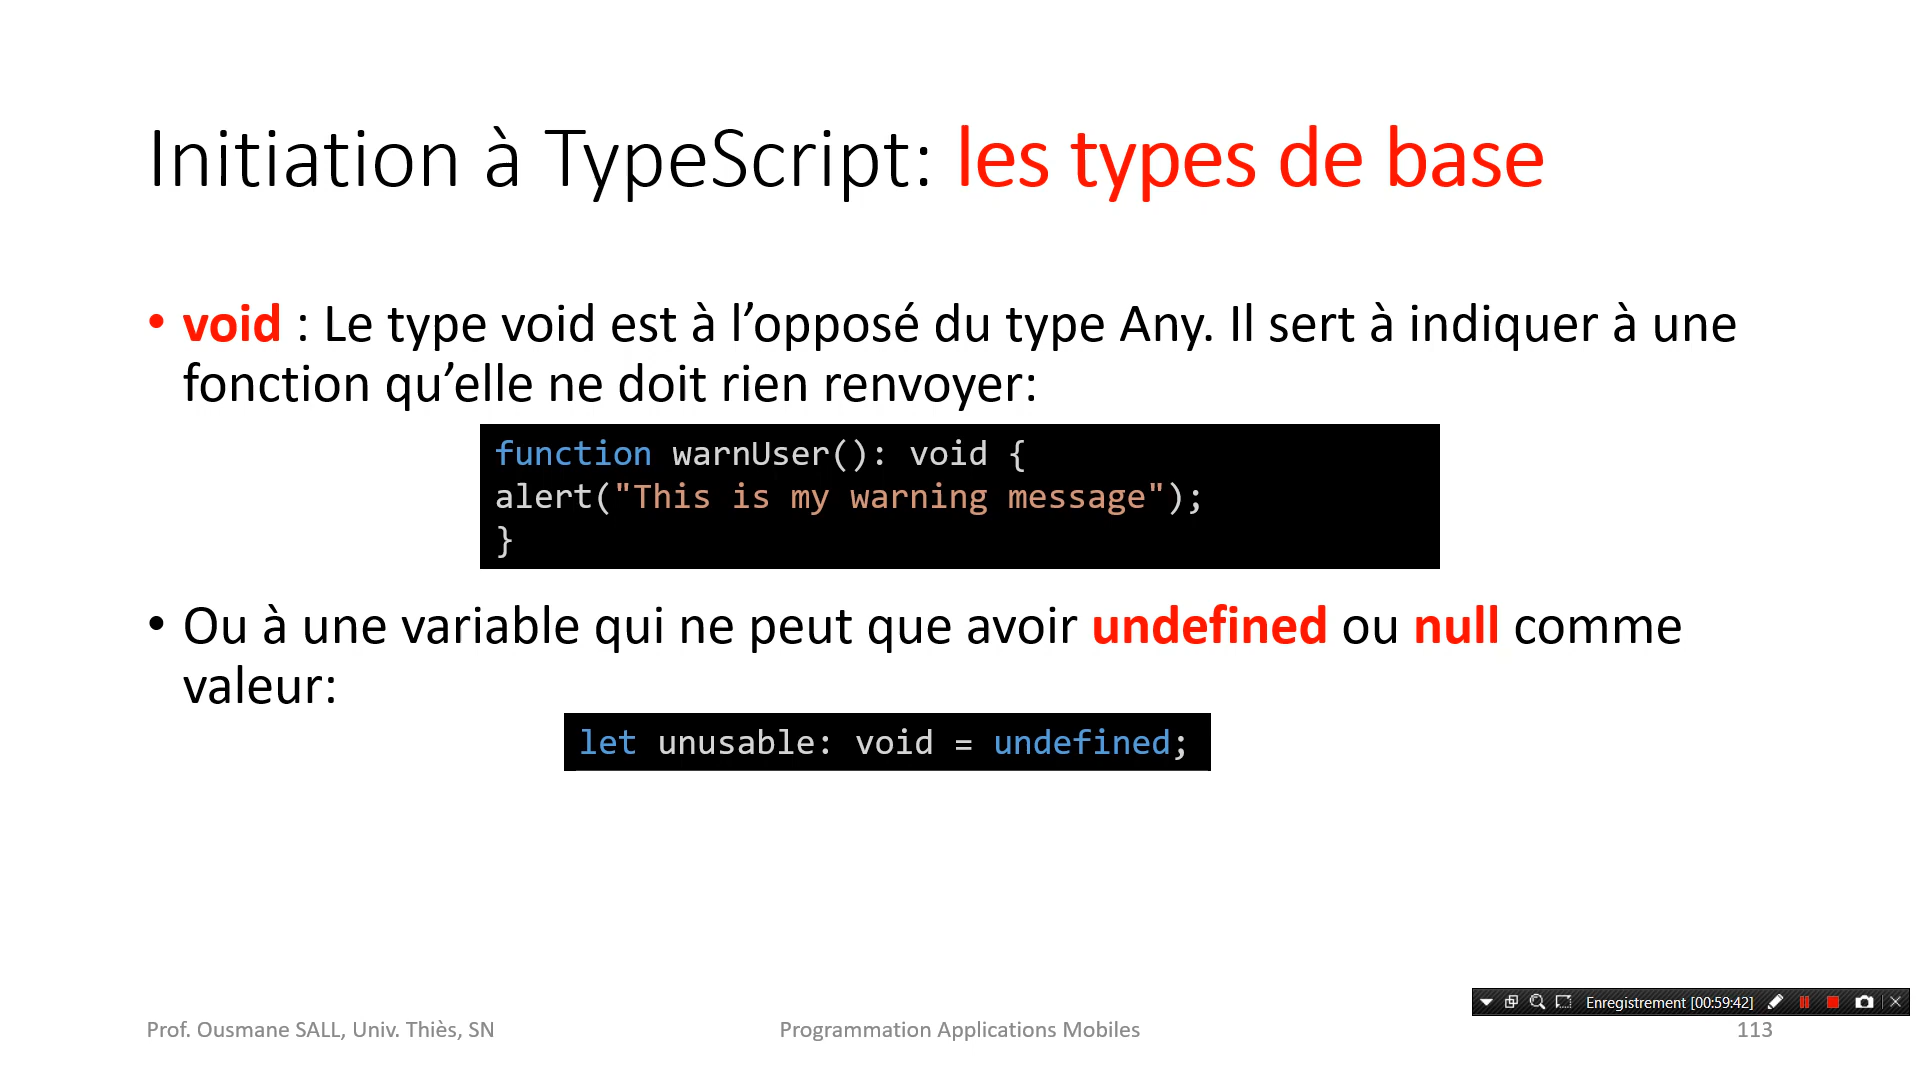 Initiation à TypeScript: les types de base
• void : Le type void est à l’opposé du type Any. Il sert à indiquer à une
fonction qu’elle ne doit rien renvoyer:
function warnUser(): void {
alert("This is my warning message");
}
• Ou à une variable qui ne peut que avoir undefined ou null comme
valeur:
let unusable: void = undefined;
Enregistrement [00:59:42]
Prof. Ousmane SALL, Univ. Thiès, SN
Programmation Applications Mobiles
113